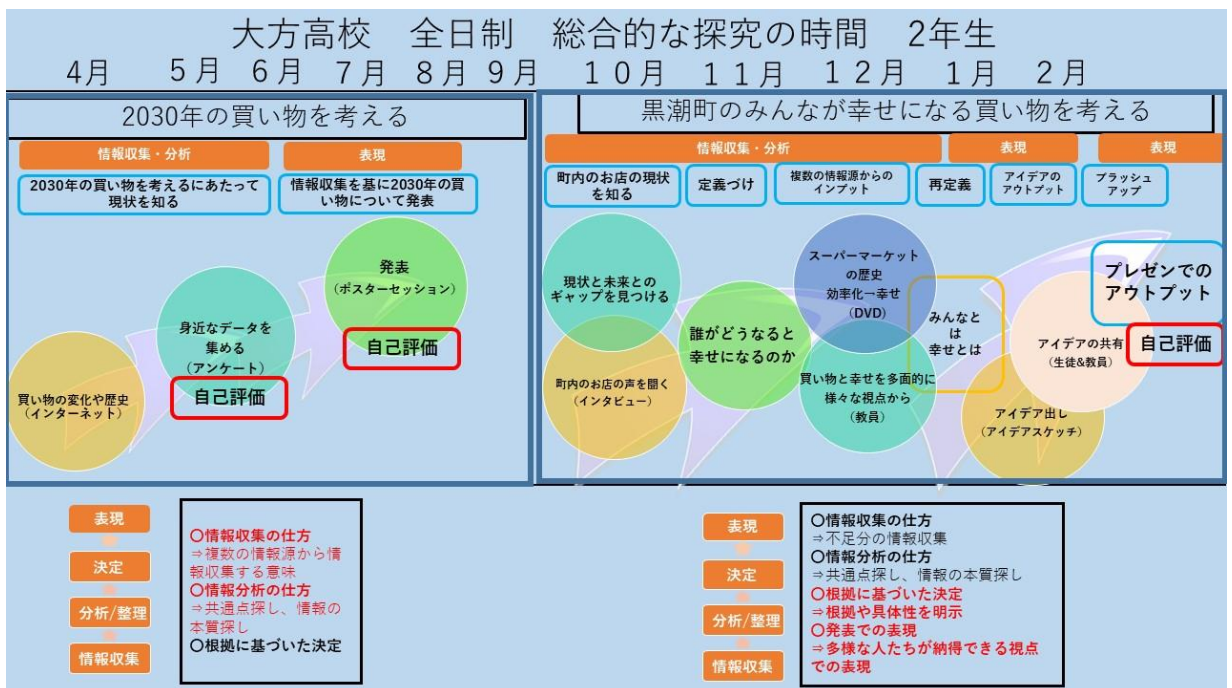 大方高校　全日制　総合的な探究の時間　2年生
4月　5月　6月　7月　8月　9月　10月　11月　12月　1月　2月
2030年の買い物を考える
情報収集・分析
表現
2030年の買い物を考えるにあたって
現状を知る
情報収集を基に2030年の買
い物について発表
買い物の変化や歴史
(インターネット)
身近なデータを
集める
(アンケート)
自己評価
発表
(ポスターセッション)
自己評価
黒潮町のみんなが幸せになる買い物を考える
情報収集・分析
表現
表現
町内のお店の現状
を知る
定義づけ
複数の情報源からの
インプット
再定義
アイデアの
アウトプット
ブラッシュ
アップ
現状と未来との
ギャップを見つける
町内のお店の声を聞く
(インタビュー)
誰がどうなると
幸せになるのか
スーパーマーケット
の歴史
効率化→幸せ
(DVD)
買い物と幸せを多面的に
様々な視点から
(教員)
みんなと
は
幸せとは
アイデアの共有
(生徒&教員)
アイデア出し
(アイデアスケッチ)
プレゼンでの
アウトプット
自己評価
表現
決定
分析/整理
情報収集
〇情報収集の仕方
⇒複数の情報源から情
報収集する意味
〇情報分析の仕方
⇒共通点探し、情報の
本質探し
〇根拠に基づいた決定
表現
決定
分析/整理
情報収集
〇情報収集の仕方
⇒不足分の情報収集
〇情報分析の仕方
⇒共通点探し、情報の本質探し
〇根拠に基づいた決定
⇒根拠や具体性を明示
〇発表での表現
⇒多様な人たちが納得できる視点
での表現